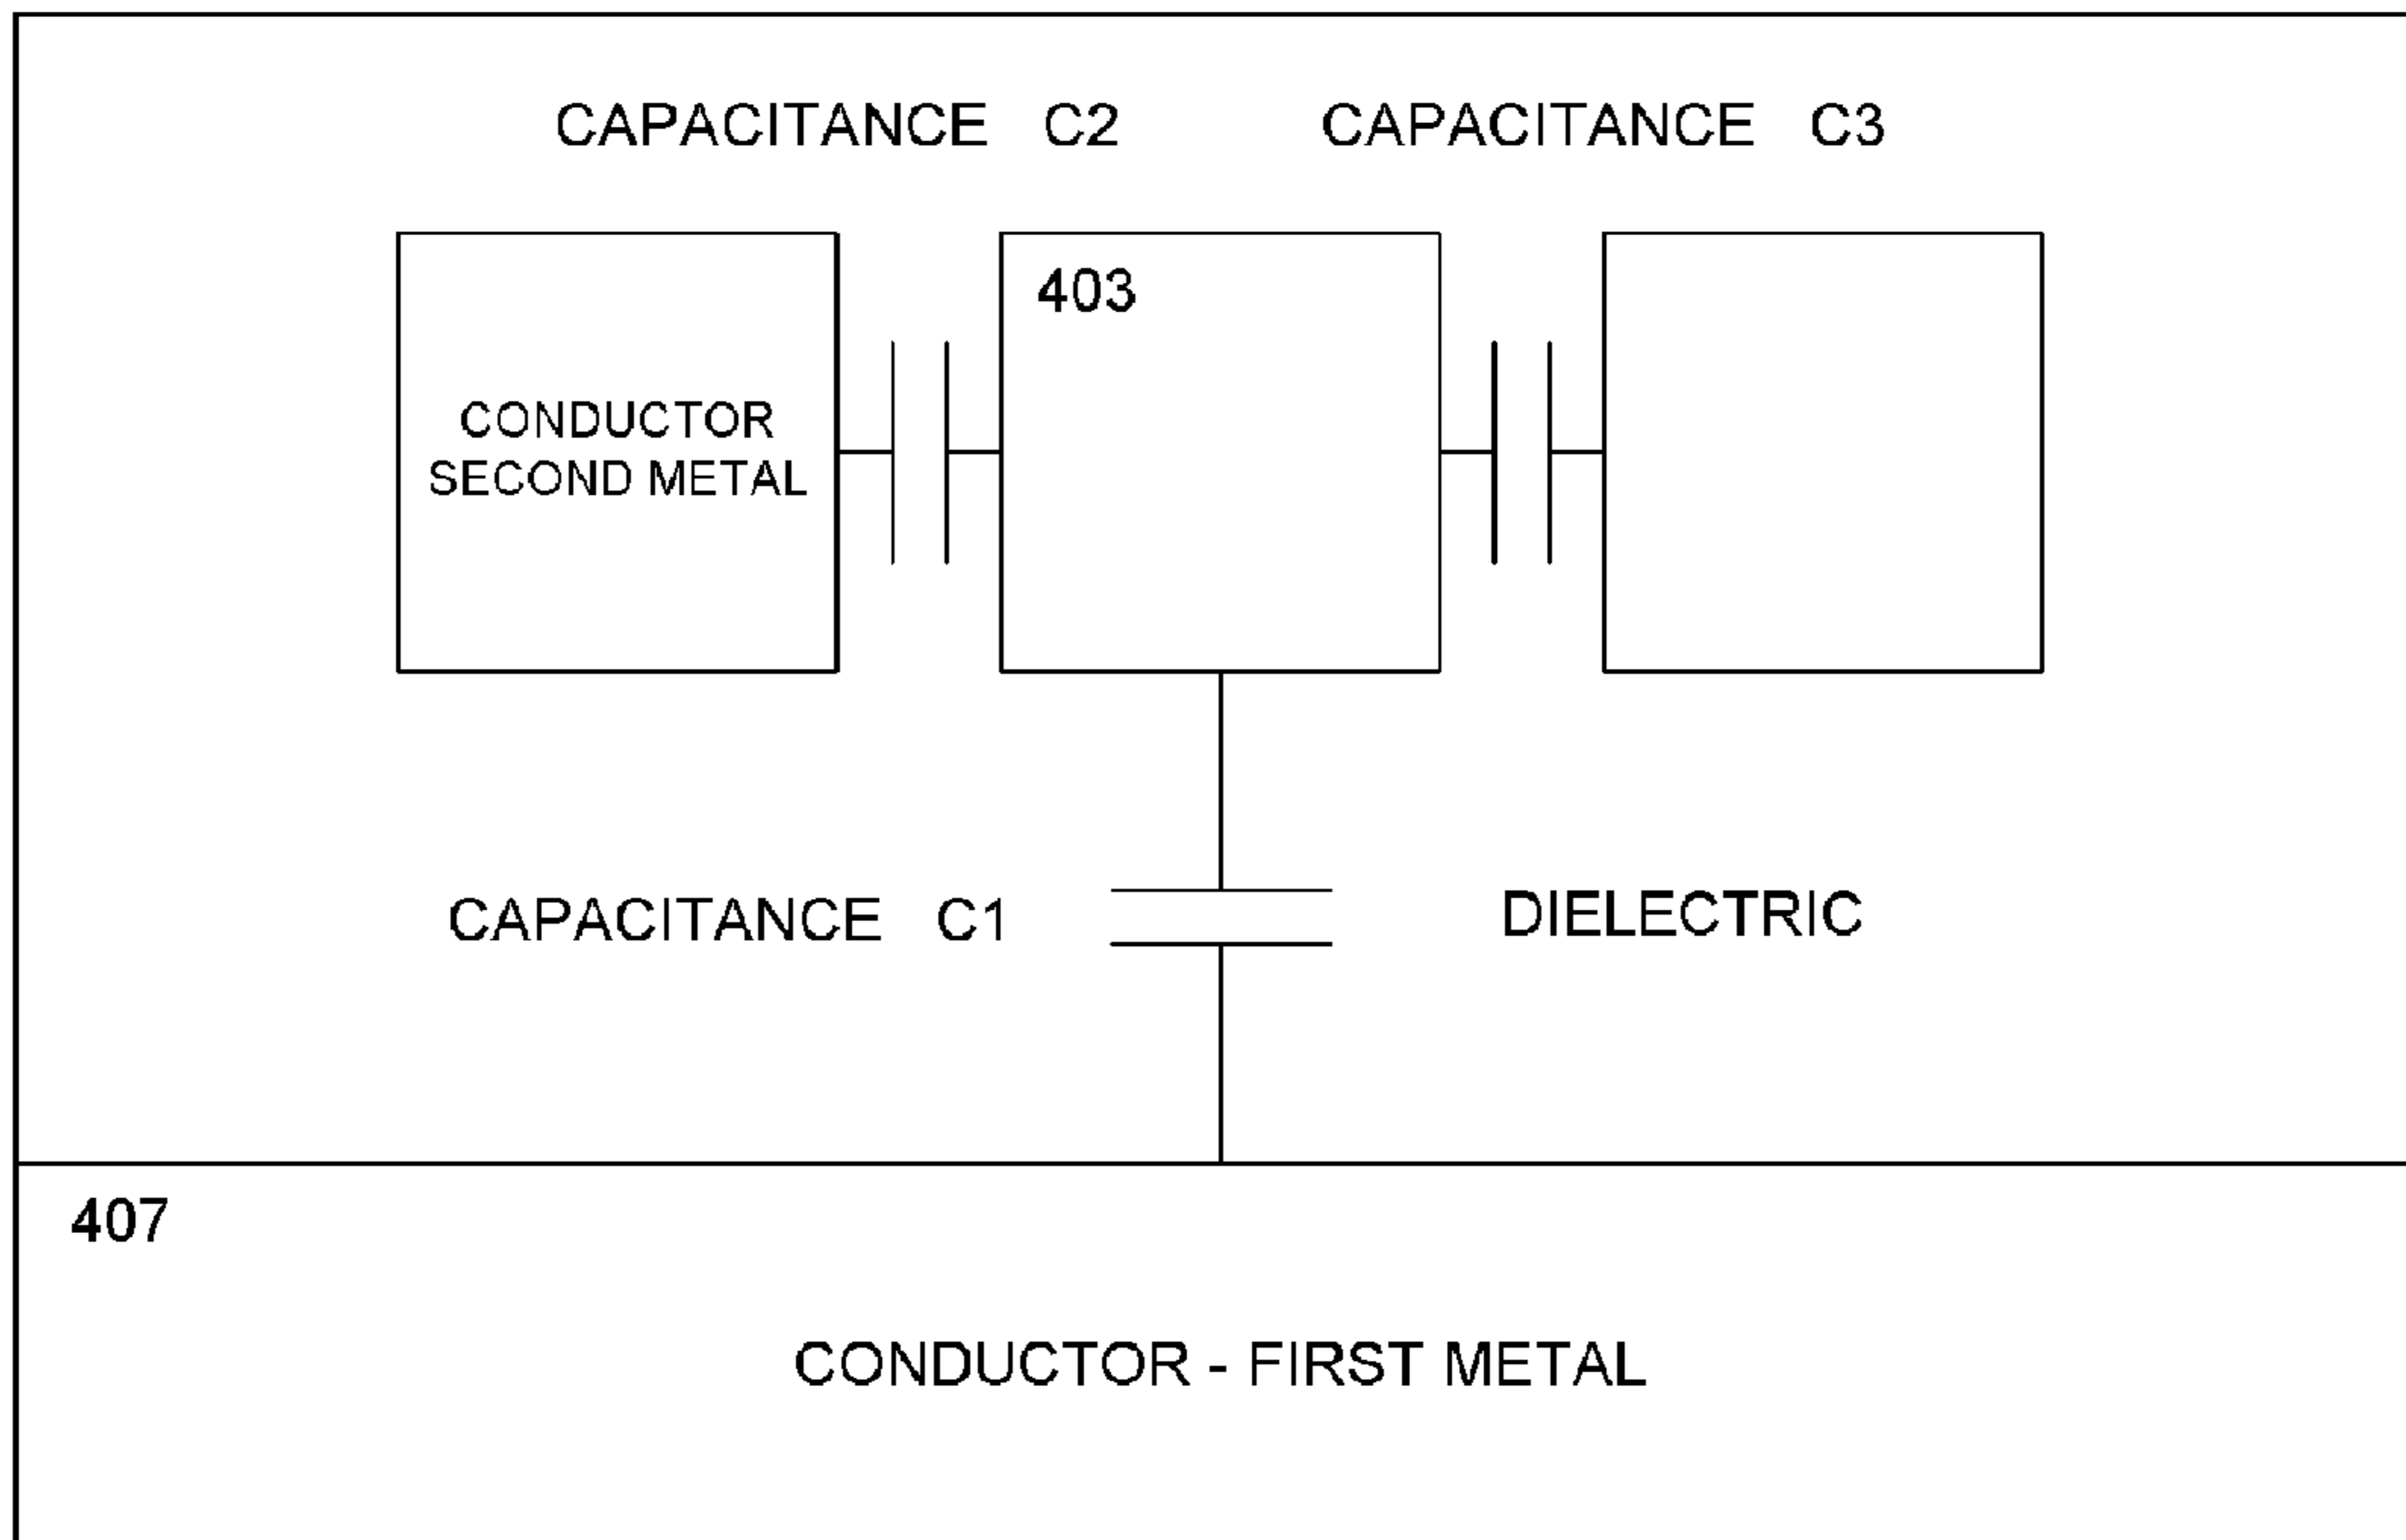 CAPACITANCE C2 CAPACITANCE C3
403
CONDUCTOR
SECOND METAL
CAPACITANCE C1
DIELECTRIC
407
CONDUCTOR - FIRST METAL